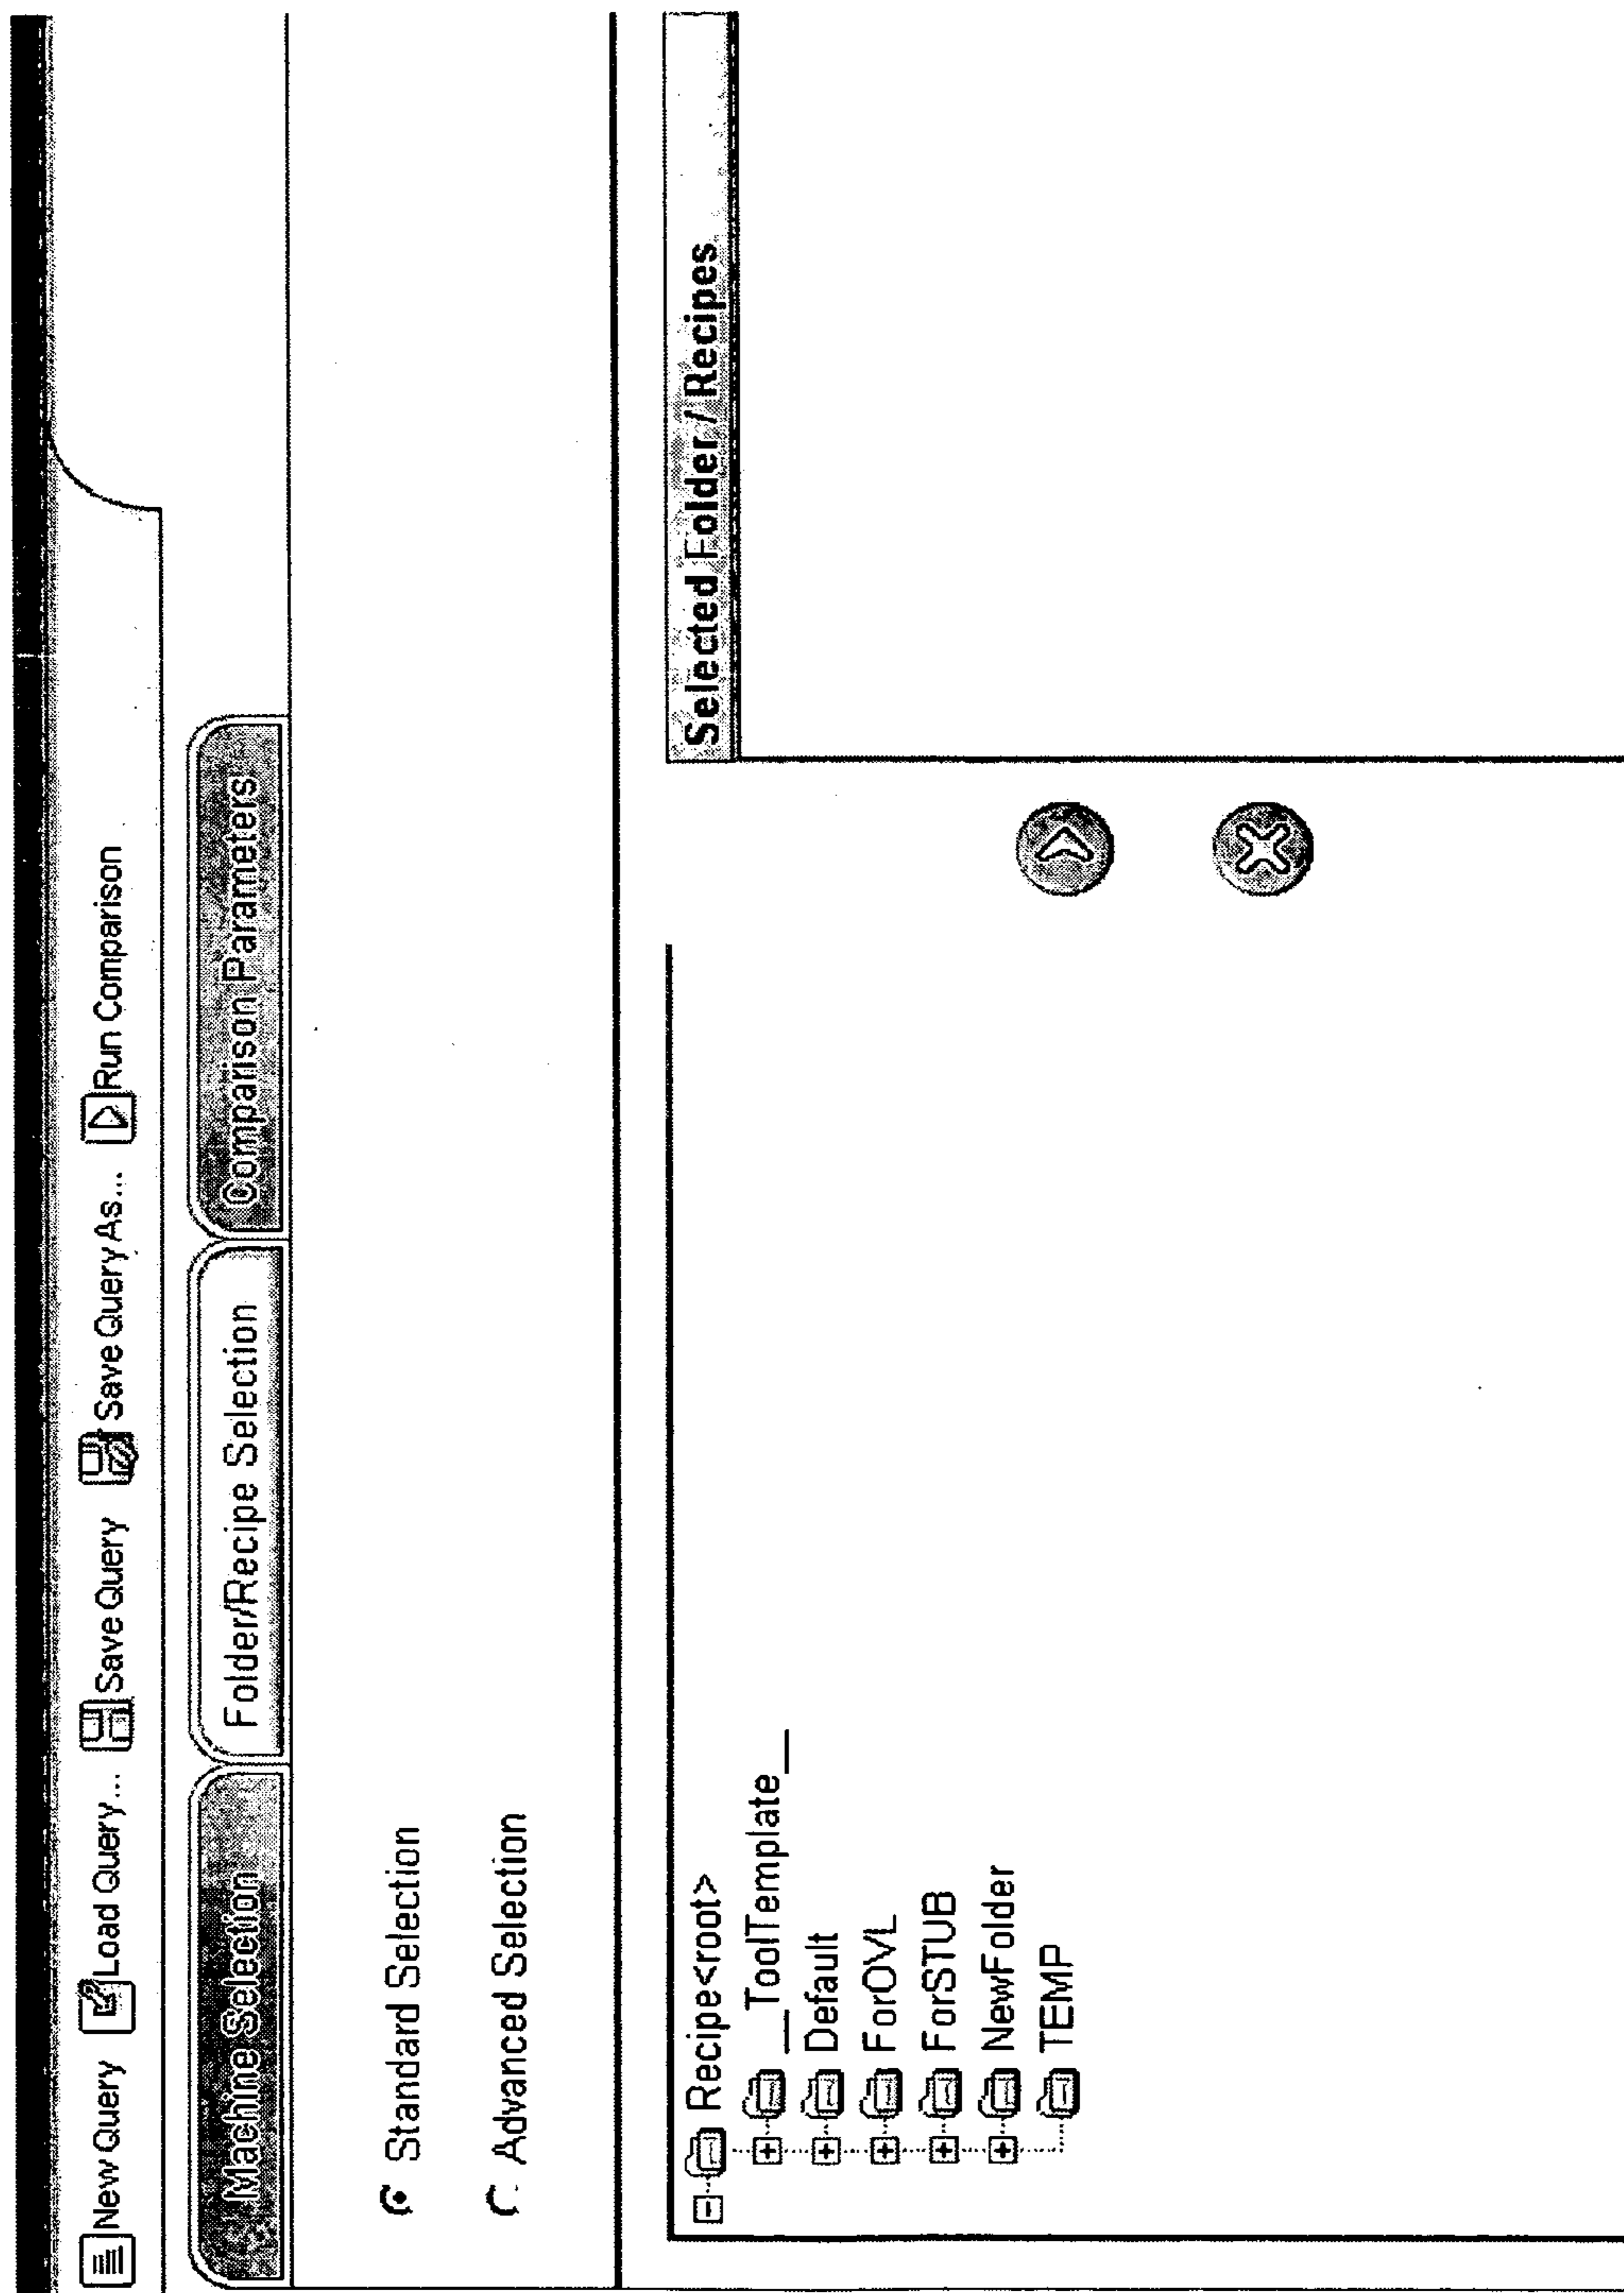 New Query Load Query... Save Query Save Query As... Run Comparison
Machine Selection Folder/Recipe Selection Comparison Parameters
Standard Selection
Advanced Selection
Recipe<root>
__ToolTemplate__
Default
ForOVL
ForSTUB
NewFolder
TEMP
Selected Folder/Recipes